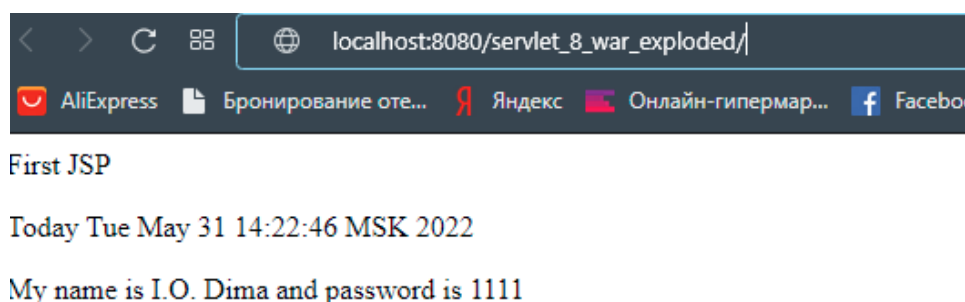 localhost:8080/servlet_8_war_exploded/
AliExpress Бронирование оте... Яндекс Онлайн-гипермар... Facebo
First JSP
Today Tue May 31 14:22:46 MSK 2022
My name is I.O. Dima and password is 1111